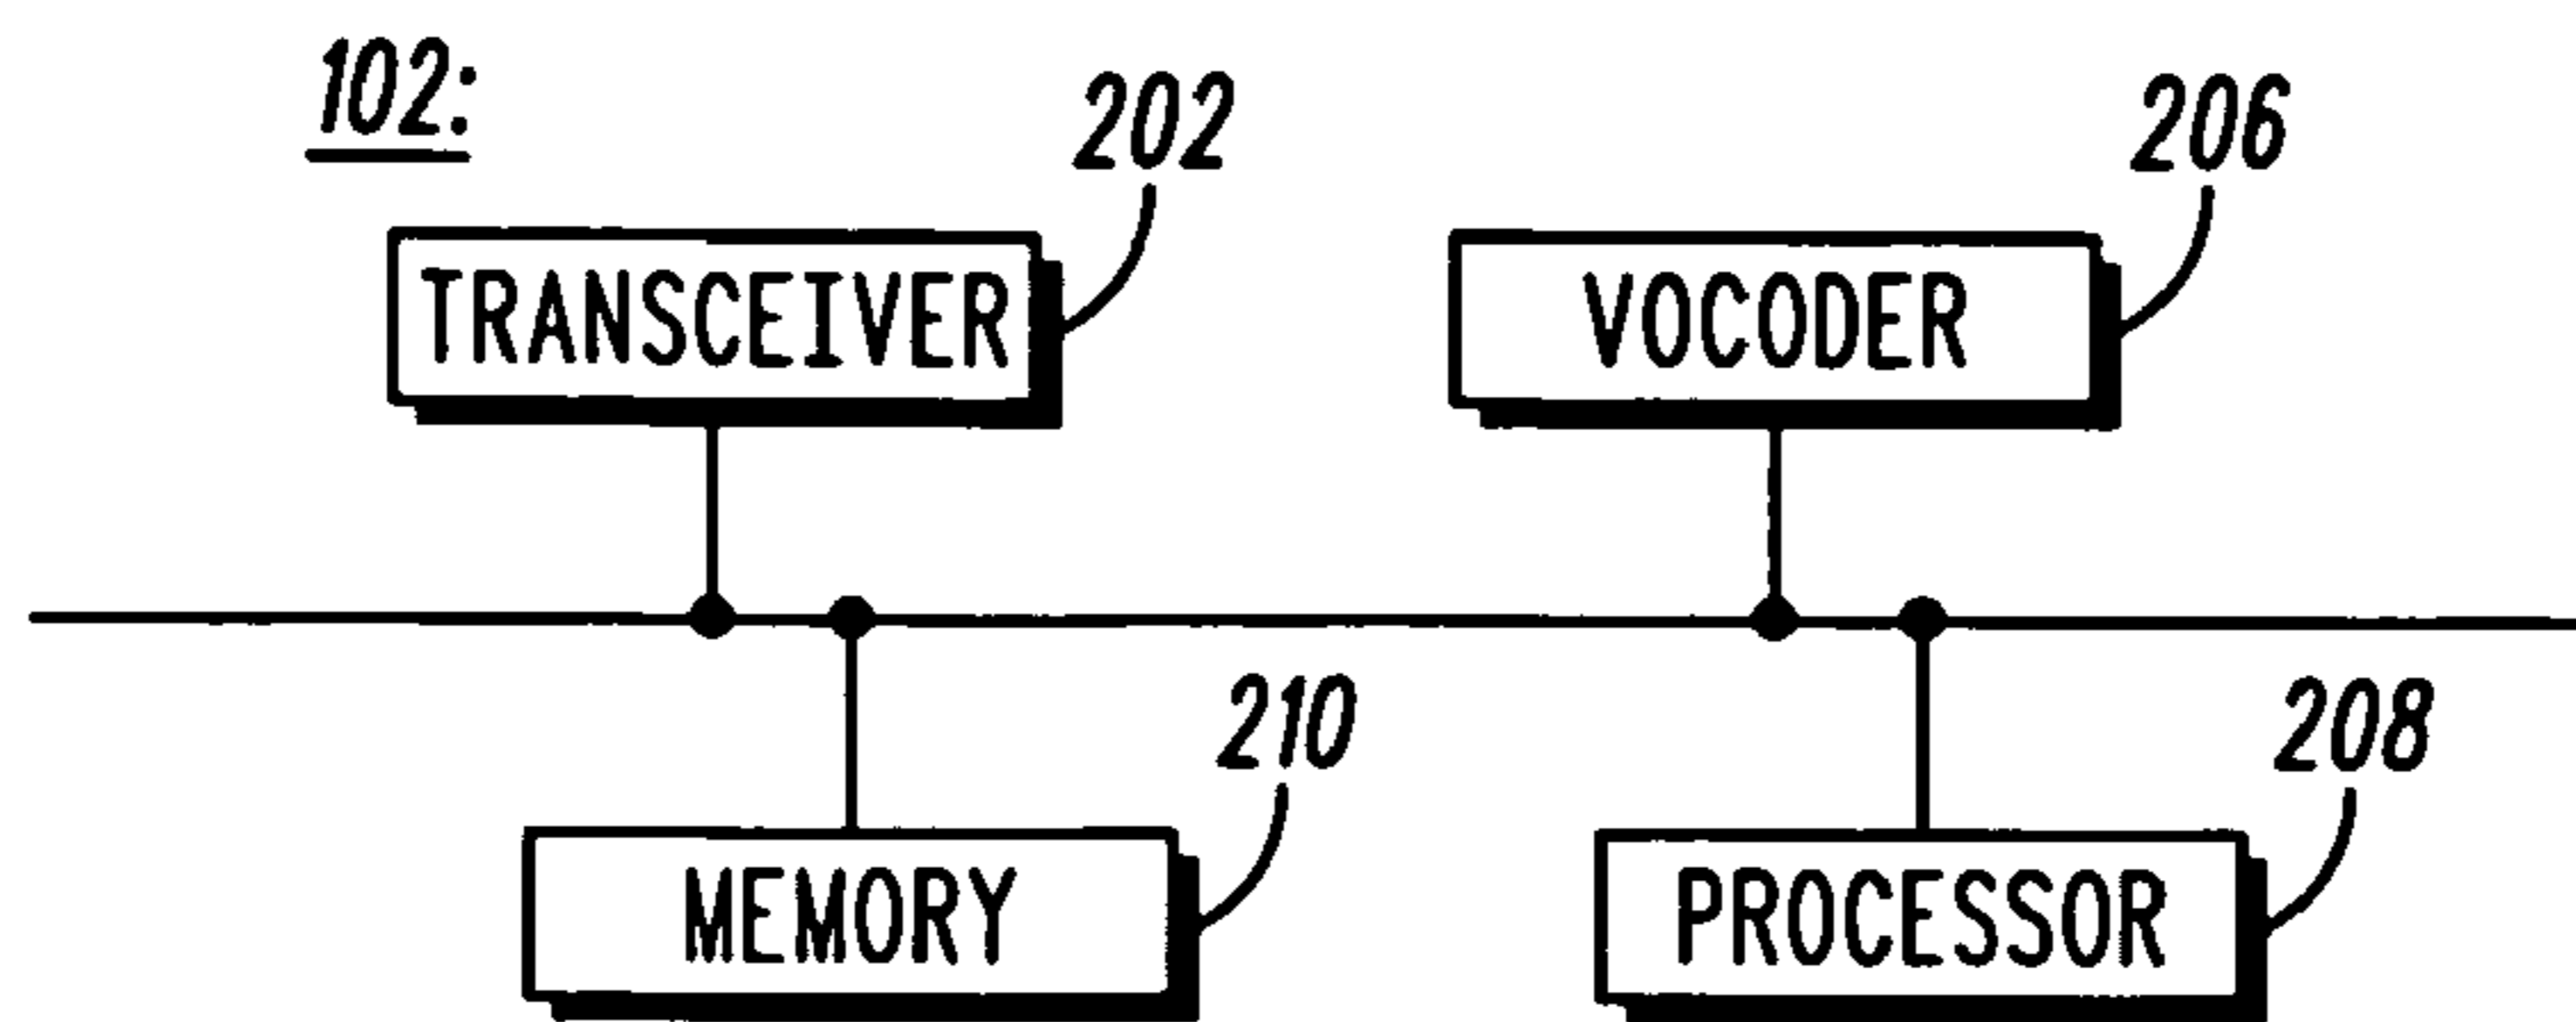 102:
202
206
TRANSCEIVER
VOCODER
210
208
MEMORY
PROCESSOR